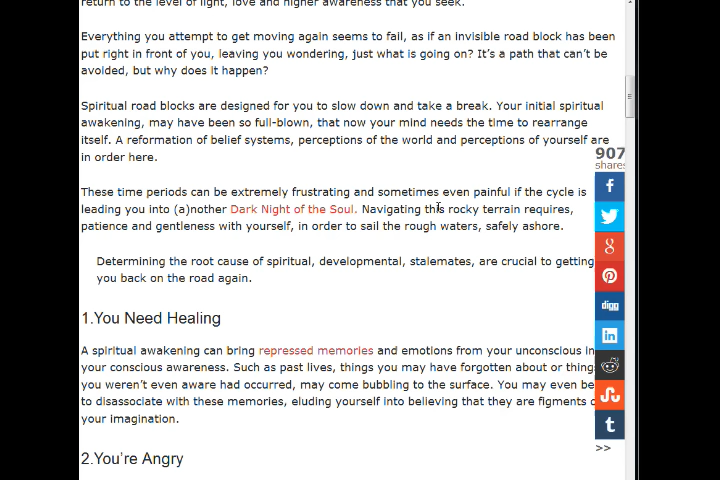 return to the level of light, love and higher awareness that you seek.
Everything you attempt to get moving again seems to fail, as if an invisible road block has been
put right in front of you, leaving you wondering, just what is going on? It's a path that can't be
avoided, but why does it happen?
Spiritual road blocks are designed for you to slow down and take a break. Your initial spiritual
awakening, may have been so full-blown, that now your mind needs the time to rearrange
itself. A reformation of belief systems, perceptions of the world and perceptions of yourself are
in order here.
907
shares
These time periods can be extremely frustrating and sometimes even painful if the cycle is
leading you into (a)nother Dark Night of the Soul. Navigating this rocky terrain requires,
patience and gentleness with yourself, in order to sail the rough waters, safely ashore.
Determining the root cause of spiritual, developmental, stalemates, are crucial to getting
you back on the road again.
digg
1.You Need Healing
A spiritual awakening can bring repressed memories and emotions from your unconscious in
your conscious awareness. Such as past lives, things you may have forgotten about or things
you weren't even aware had occurred, may come bubbling to the surface. You may even be
to disassociate with these memories, eluding yourself into believing that they are figments
your imagination.
>>
2.You're Angry